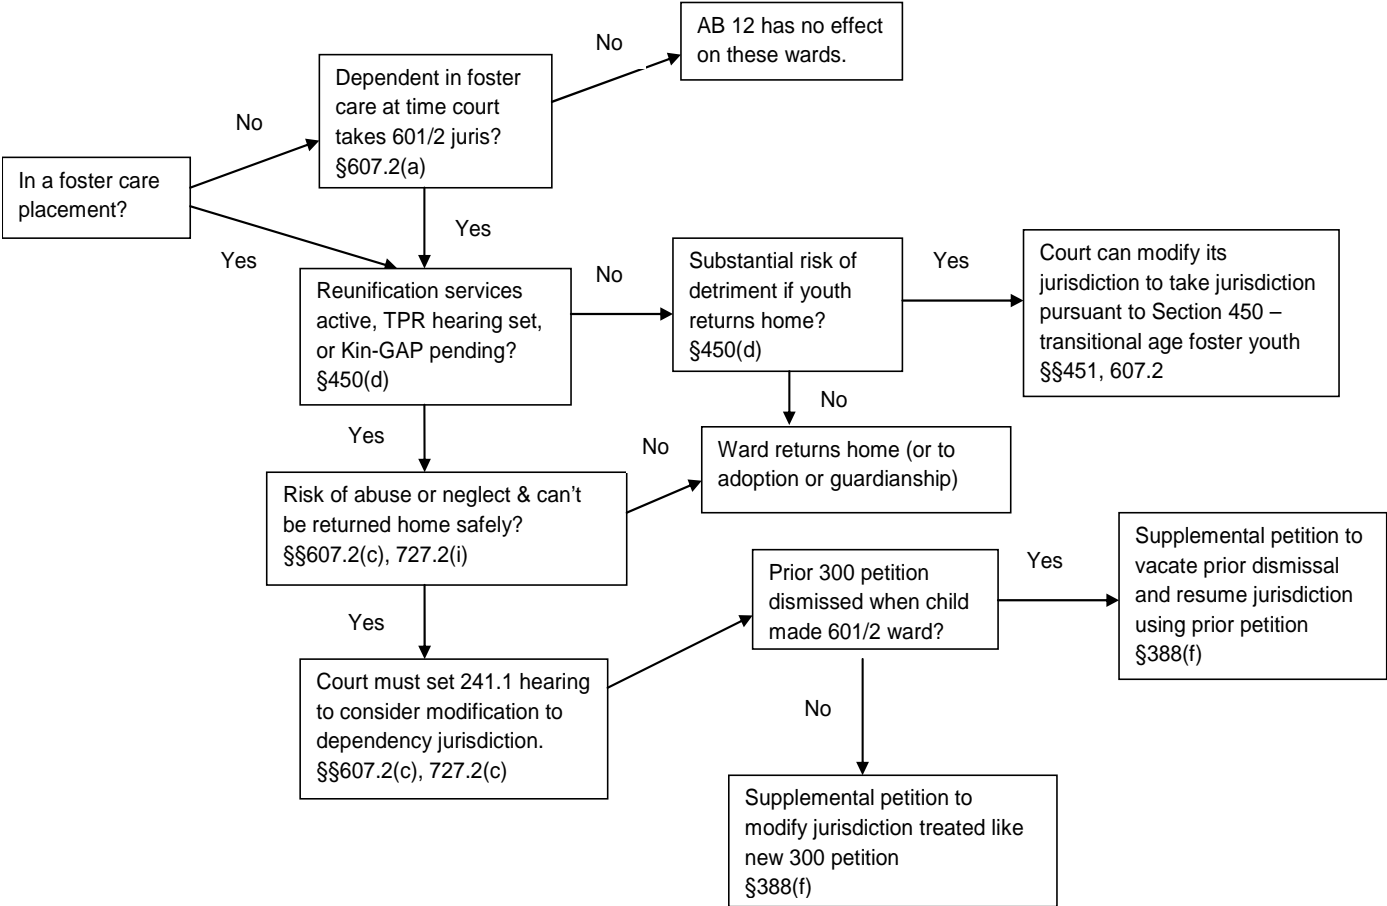 AB 12 has no effect
on these wards.
No
Dependent in foster
care at time court
takes 601/2 juris?
§607.2(a)
No
In a foster care
placement?
Yes
Yes
Reunification services
active, TPR hearing set,
or Kin-GAP pending?
§450(d)
No
Substantial risk of
detriment if youth
returns home?
§450(d)
Yes
Court can modify its
jurisdiction to take jurisdiction
pursuant to Section 450 –
transitional age foster youth
§§451, 607.2
No
Yes
No
Ward returns home (or to
adoption or guardianship)
Risk of abuse or neglect & can’t
be returned home safely?
§§607.2(c), 727.2(i)
Yes
Court must set 241.1 hearing
to consider modification to
dependency jurisdiction.
§§607.2(c), 727.2(c)
Prior 300 petition
dismissed when child
made 601/2 ward?
Yes
Supplemental petition to
vacate prior dismissal
and resume jurisdiction
using prior petition
§388(f)
No
Supplemental petition to
modify jurisdiction treated like
new 300 petition
§388(f)